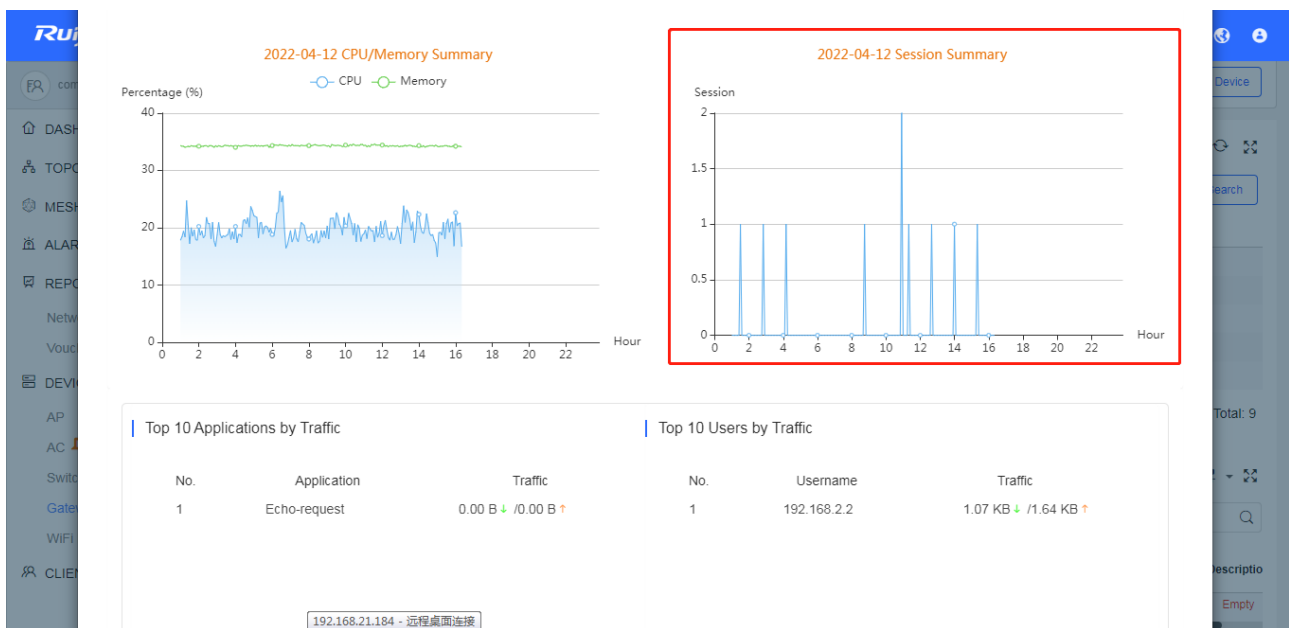 Rui
com
Device
DASH
TOPO
MESH
earch
ALAR
REPO
Netw
Vouc
DEVI
AP
AC
Switc
Gate
WiFi
CLIEN
2022-04-12 CPU/Memory Summary
CPU Memory
Percentage (%)
40
30
20
10
0
0 2 4 6 8 10 12 14 16 18 20 22
Hour
2022-04-12 Session Summary
Session
2
1.5
1
0.5
0
0 2 4 6 8 10 12 14 16 18 20 22
Hour
Top 10 Applications by Traffic
No. Application Traffic
1 Echo-request 0.00 B↓ /0.00 B↑
Top 10 Users by Traffic
No. Username Traffic
1 192.168.2.2 1.07 KB↓ /1.64 KB↑
Total: 9
Descriptio
Empty
192.168.21.184 - 远程桌面连接